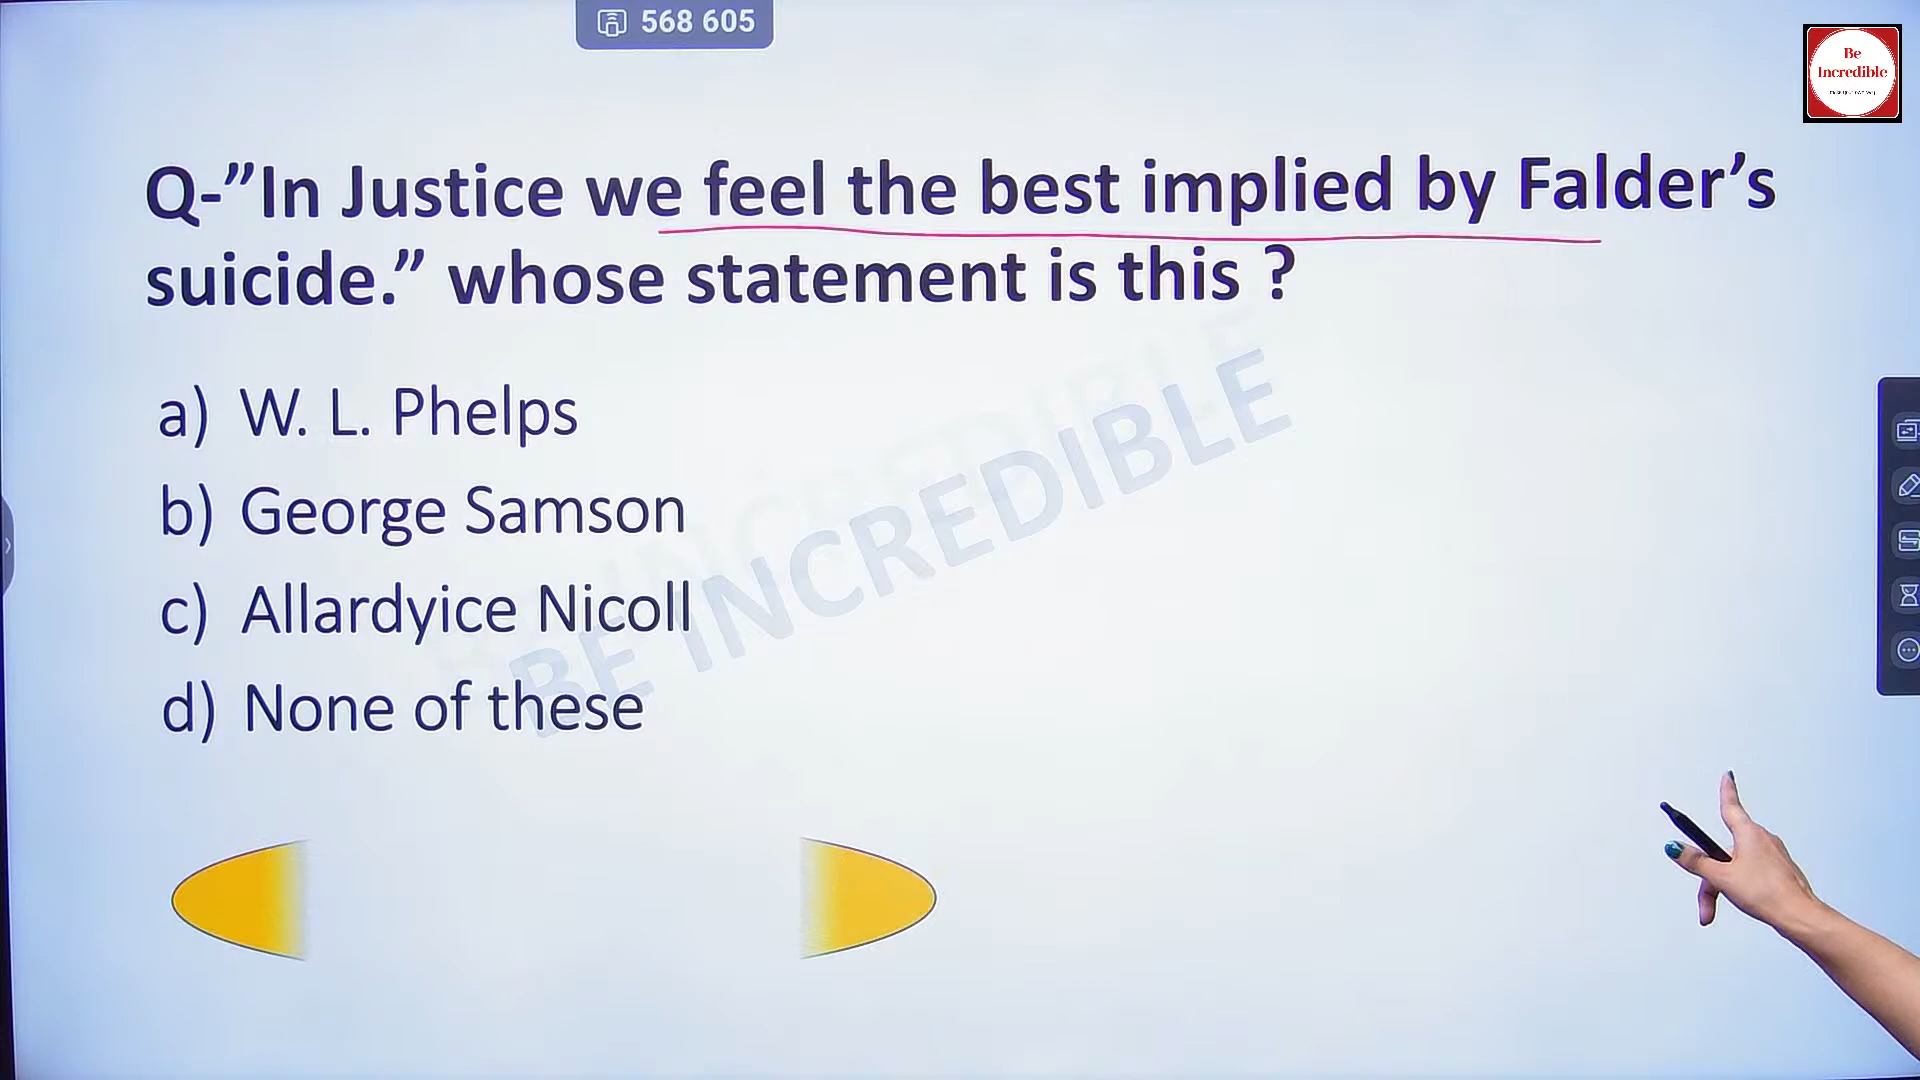 568 605
Be
Incredible
Q-”In Justice we feel the best implied by Falder’s
suicide.” whose statement is this ?
a) W. L. Phelps
b) George Samson
c) Allardyice Nicoll
d) None of these
BE INCREDIBLE